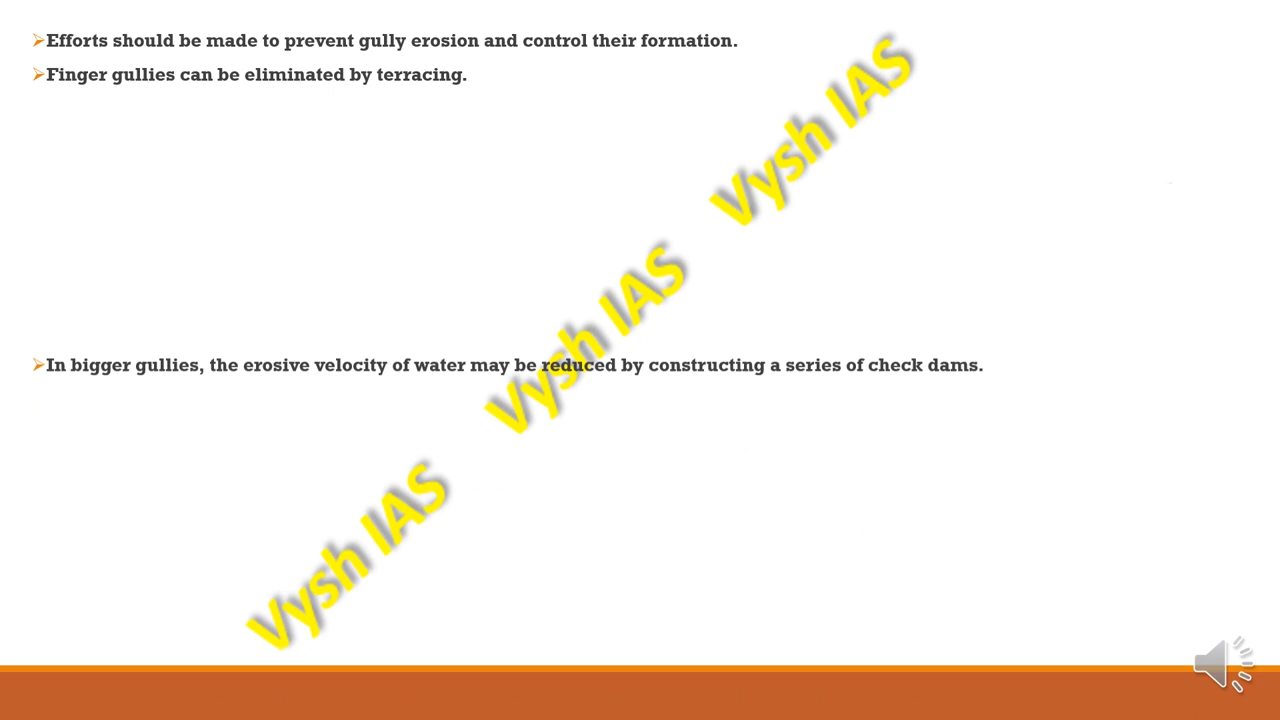 Efforts should be made to prevent gully erosion and control their formation.
Finger gullies can be eliminated by terracing.
Vysh IAS
Vysh IAS
In bigger gullies, the erosive velocity of water may be reduced by constructing a series of check dams.
Vysh IAS